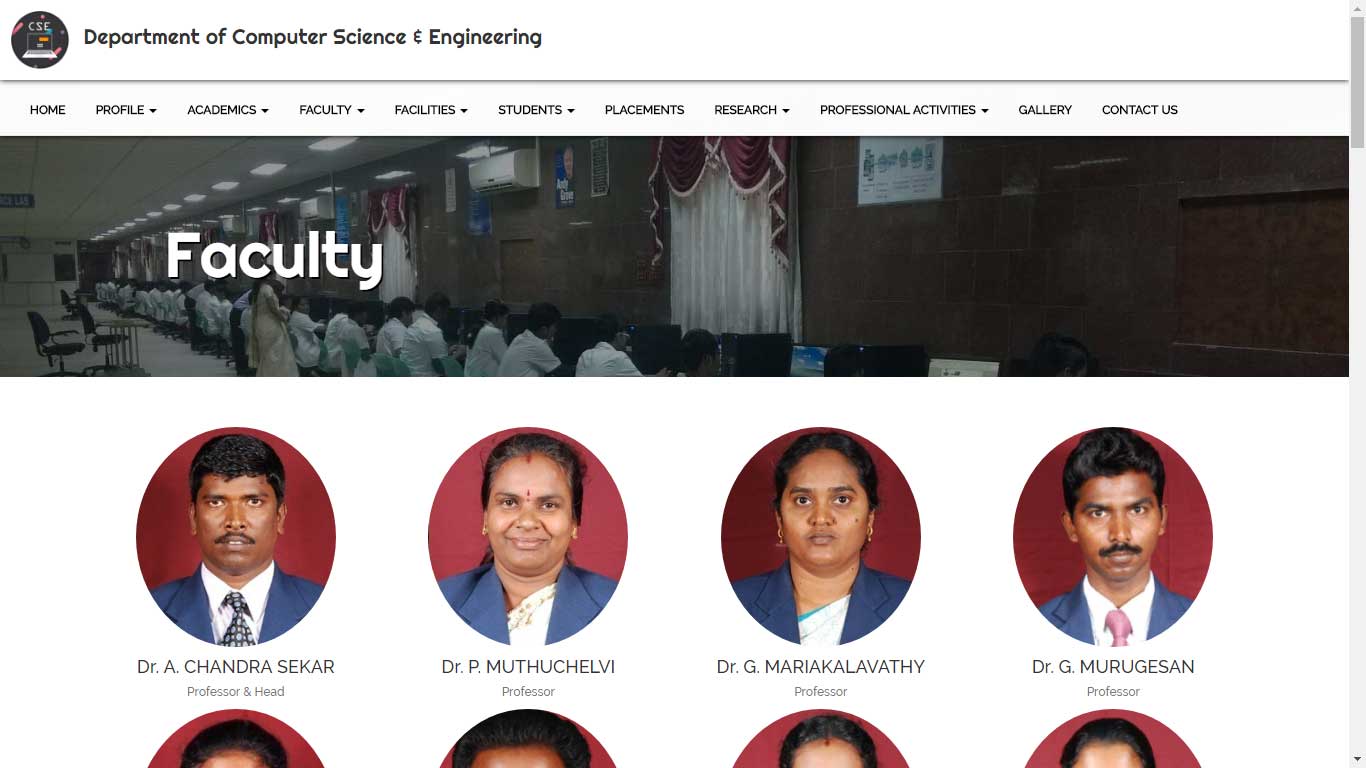 CSE
Department of Computer Science & Engineering
HOME PROFILE ACADEMICS FACULTY FACILITIES STUDENTS PLACEMENTS RESEARCH PROFESSIONAL ACTIVITIES GALLERY CONTACT US
Faculty
Dr. A. CHANDRA SEKAR
Professor & Head
Dr. P. MUTHUCHELVI
Professor
Dr. G. MARIAKALAVATHY
Professor
Dr. G. MURUGESAN
Professor